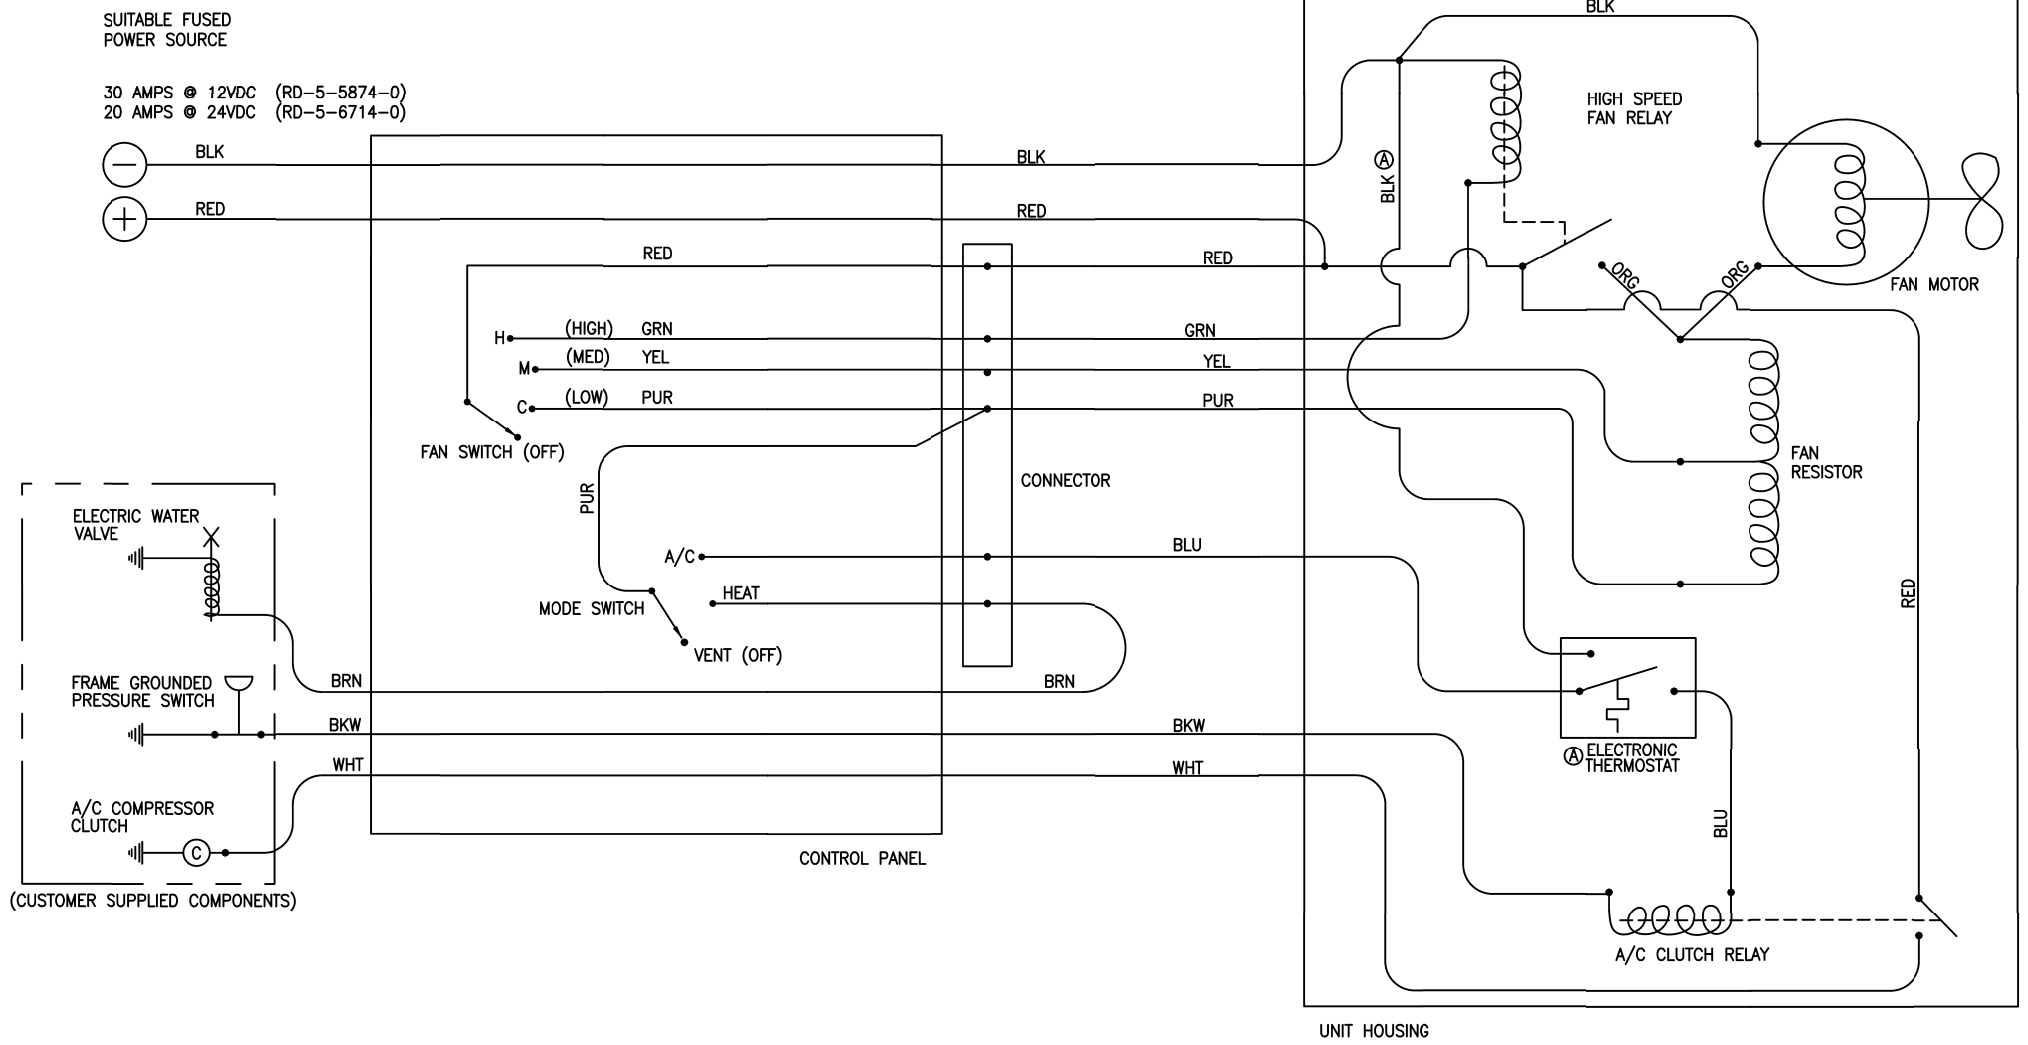 SUITABLE FUSED
POWER SOURCE
30 AMPS @ 12VDC (RD-5-5874-0)
20 AMPS @ 24VDC (RD-5-6714-0)
BLK
RED
BLK
RED
BLK
HIGH SPEED
FAN RELAY
BLK Ⓐ
FAN MOTOR
ORG
ORG
RED
RED
H
(HIGH)
GRN
GRN
M
(MED)
YEL
YEL
C
(LOW)
PUR
PUR
FAN SWITCH (OFF)
FAN
RESISTOR
CONNECTOR
PUR
ELECTRIC WATER
VALVE
A/C
BLU
HEAT
MODE SWITCH
VENT (OFF)
RED
FRAME GROUNDED
PRESSURE SWITCH
BRN
BRN
BKW
BKW
WHT
WHT
Ⓐ ELECTRONIC
THERMOSTAT
BLU
A/C COMPRESSOR
CLUTCH
C
CONTROL PANEL
(CUSTOMER SUPPLIED COMPONENTS)
A/C CLUTCH RELAY
UNIT HOUSING